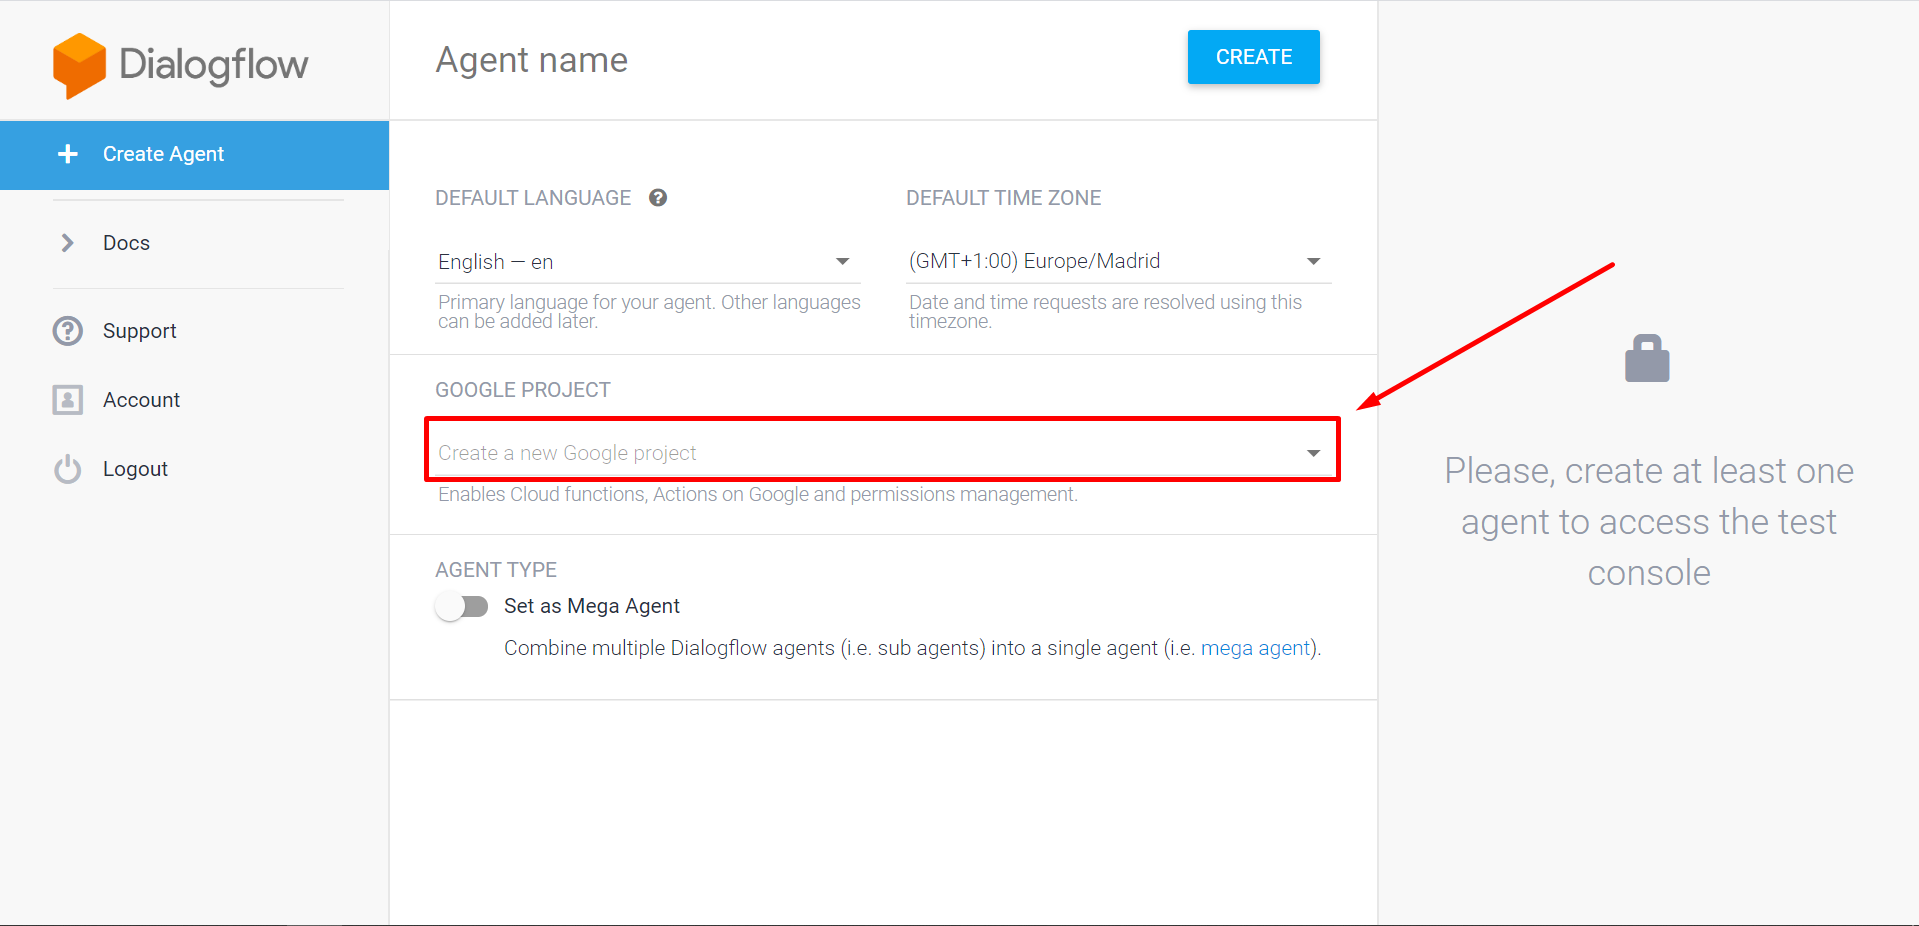 Dialogflow
Agent name
CREATE
Create Agent
Docs
Support
Account
Logout
DEFAULT LANGUAGE
English — en
Primary language for your agent. Other languages
can be added later.
DEFAULT TIME ZONE
(GMT+1:00) Europe/Madrid
Date and time requests are resolved using this
timezone.
GOOGLE PROJECT
Create a new Google project
Enables Cloud functions, Actions on Google and permissions management.
AGENT TYPE
Set as Mega Agent
Combine multiple Dialogflow agents (i.e. sub agents) into a single agent (i.e. mega agent).
Please, create at least one
agent to access the test
console